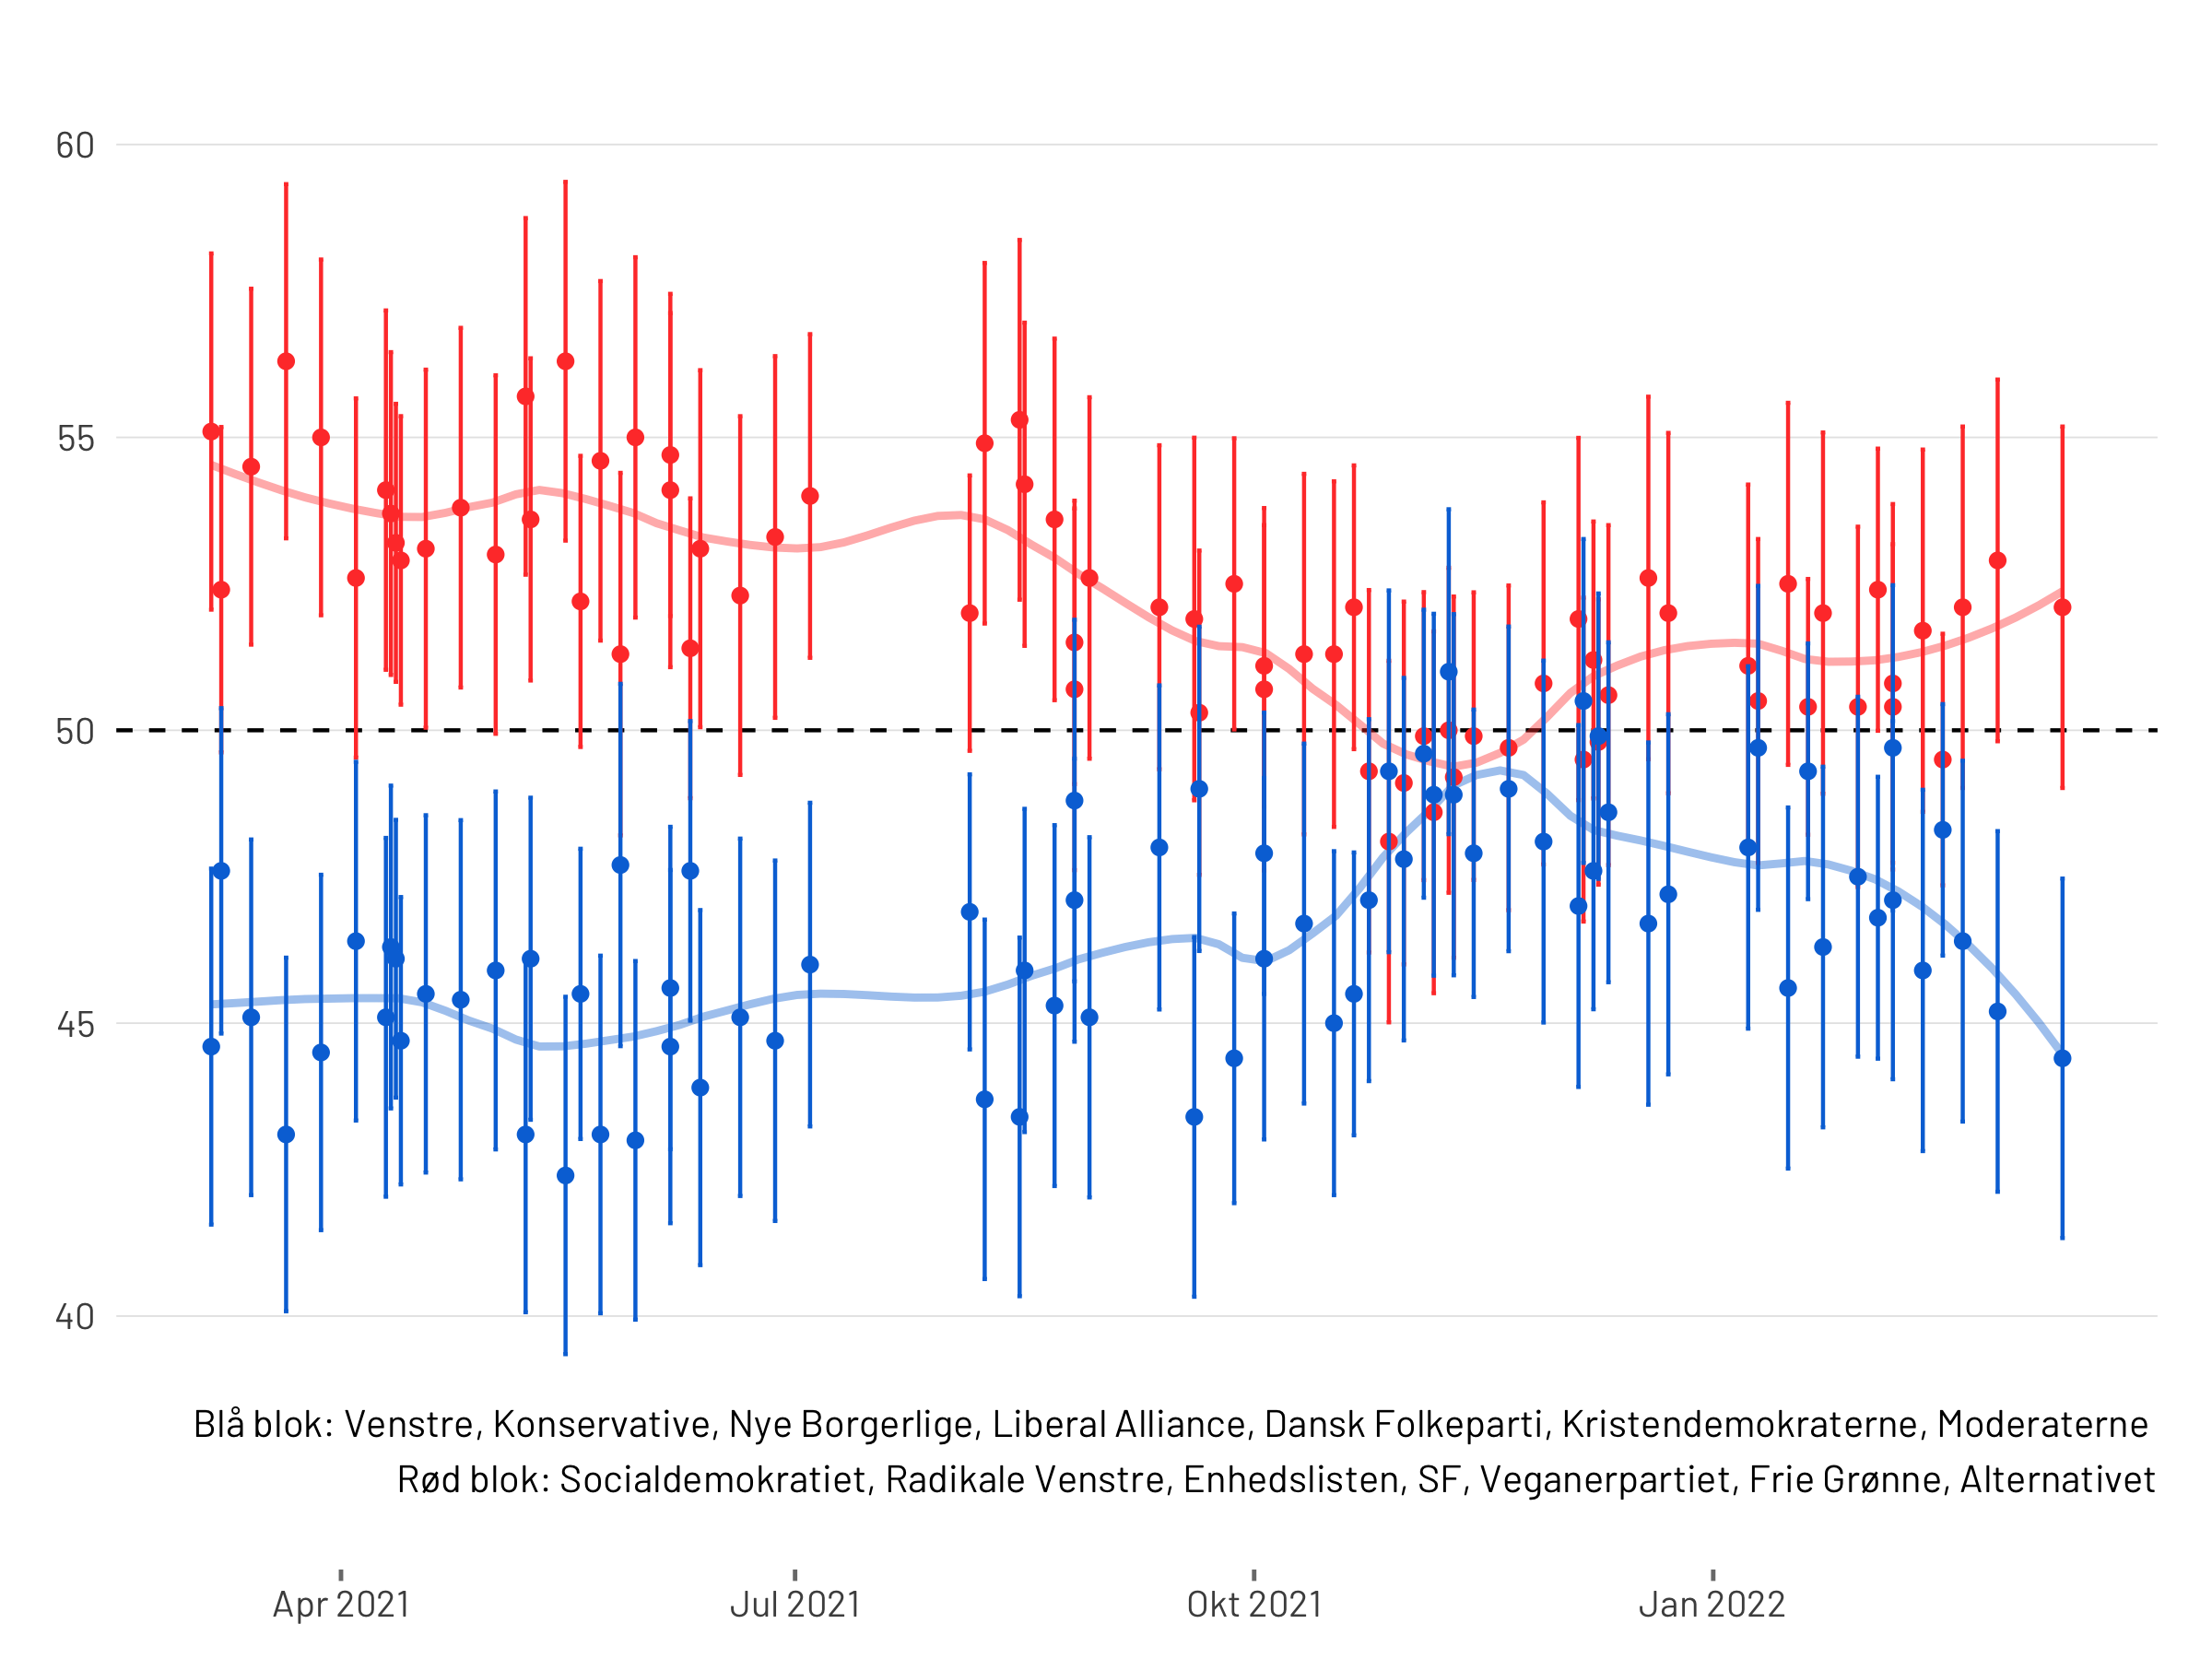 60
55
50
45
40
Blå blok: Venstre, Konservative, Nye Borgerlige, Liberal Alliance, Dansk Folkeparti, Kristendemokraterne, Moderaterne
Rød blok: Socialdemokratiet, Radikale Venstre, Enhedslisten, SF, Veganerpartiet, Frie Grønne, Alternativet
Apr 2021 Jul 2021 Okt 2021 Jan 2022